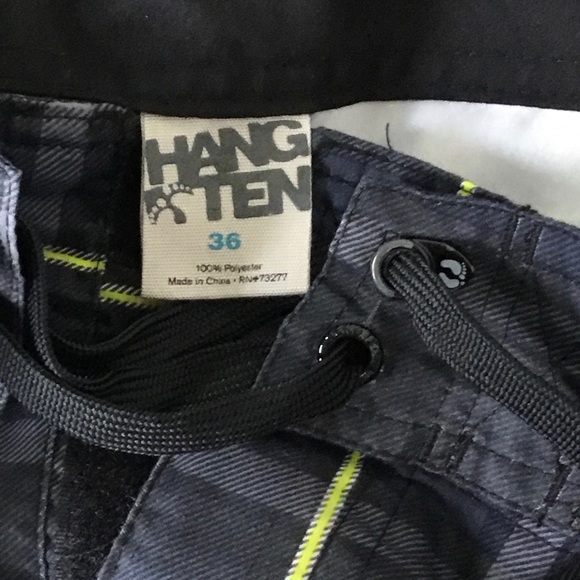 HANG
TEN
36
100% Polyester
Made in China • RN#73277